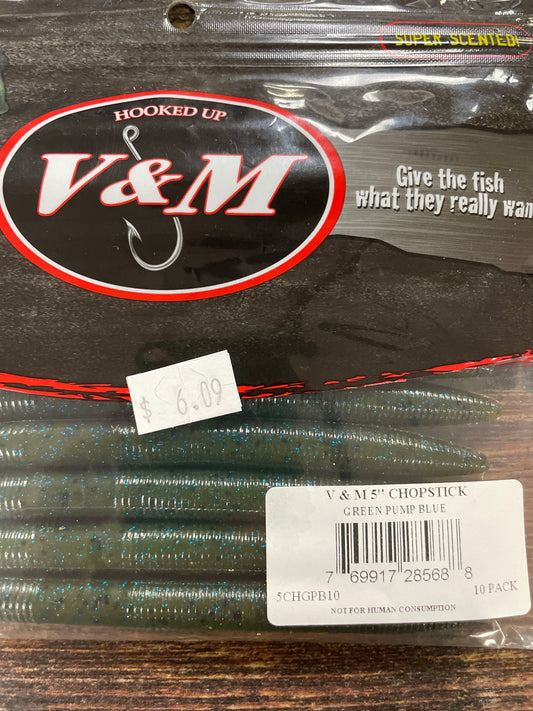 SUPER SCENTED!
HOOKED UP
V&M
Give the fish
what they really wan
$ 6.09
V & M 5" CHOPSTICK
GREEN PUMP BLUE
7 69917 28568 8
5CHGPB10 10 PACK
NOT FOR HUMAN CONSUMPTION